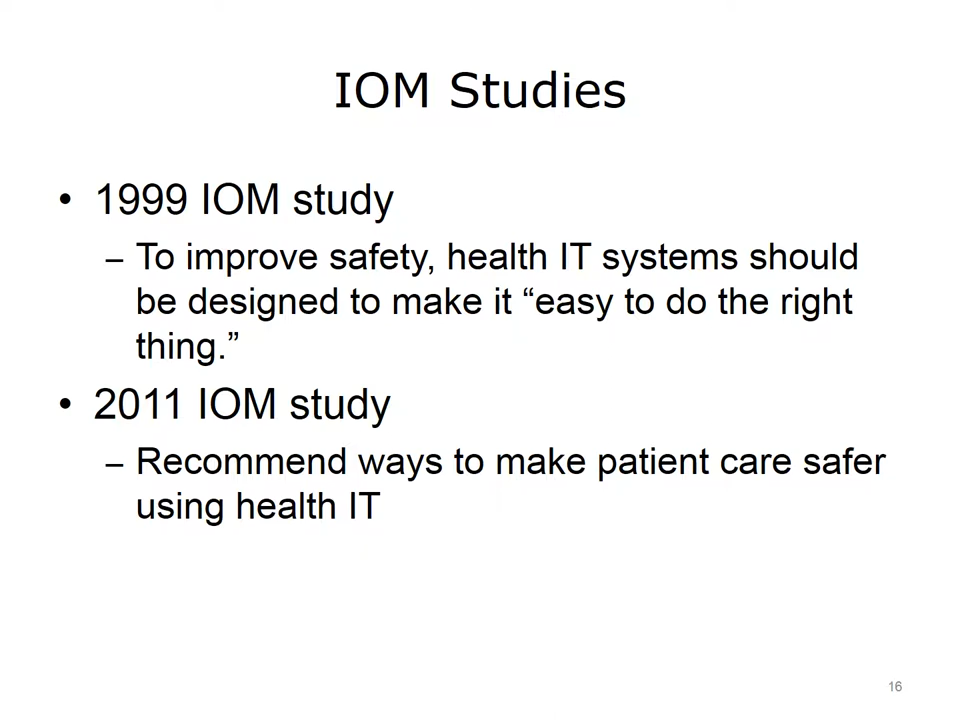 IOM Studies
• 1999 IOM study
– To improve safety, health IT systems should
be designed to make it “easy to do the right
thing.”
• 2011 IOM study
– Recommend ways to make patient care safer
using health IT
16